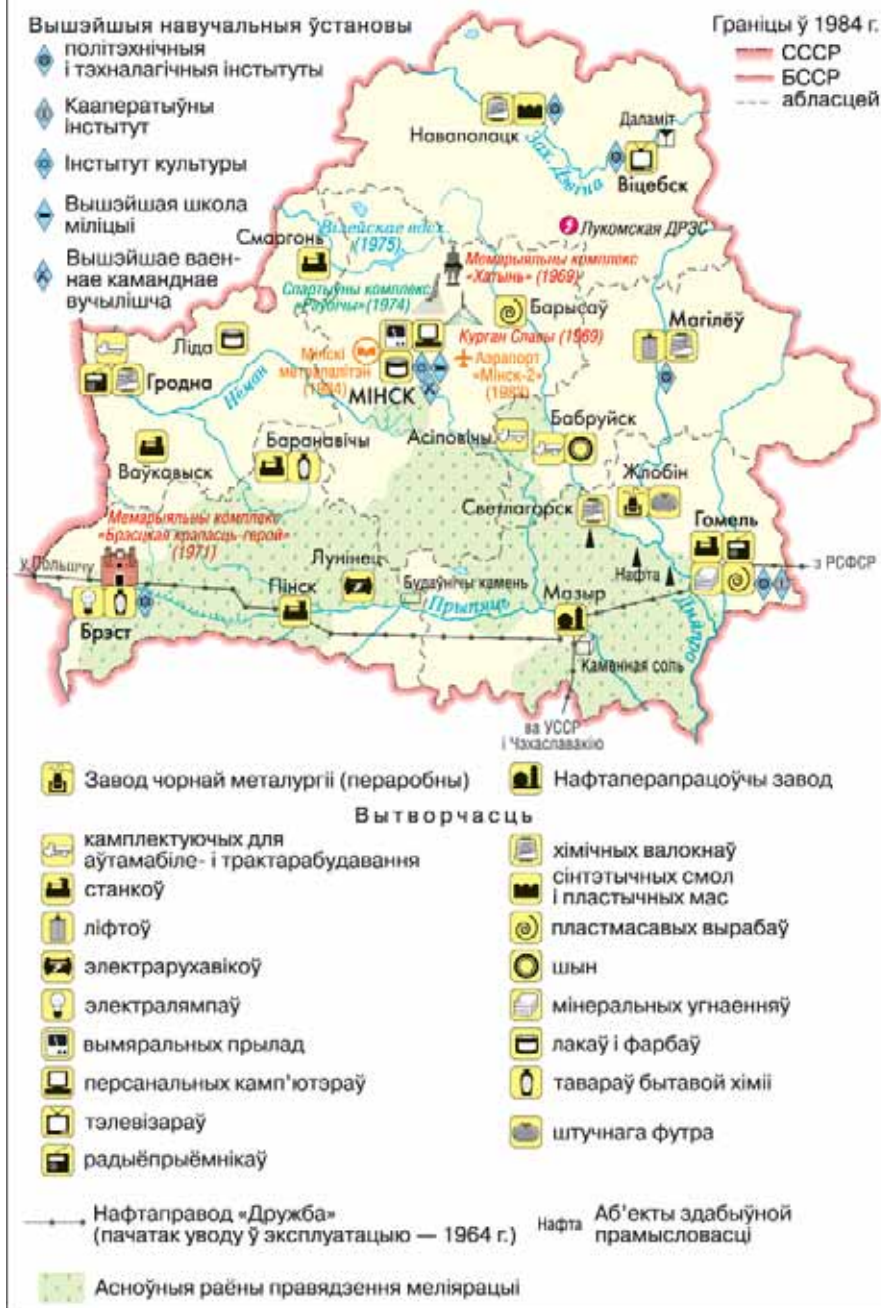 Вышэйшыя навучальныя ўстановы
політэхнічныя
і тэхналагічныя інстытуты
Кааператыўны
інстытут
Інстытут культуры
Вышэйшая школа
міліцыі
Вышэйшае ваен-
нае каманднае
вучылішча
Граніцы ў 1984 г.
СССР
БССР
абласцей
Наваполацк
Зах. Дзвіна
Даламіт
Віцебск
Лукомская ДРЭС
Смаргонь
Вілейскае вдсх.
(1975)
Мемарыяльны комплекс
«Хатынь» (1969)
Спартыўны комплекс
«Раўбічы» (1974)
Барысаў
Курган Славы (1969)
Магілёў
Ліда
Гродна
Нёман
Мінскі
метрапалітэн
(1984)
МІНСК
Аэрапорт
«Мінск-2»
Асіповічы
Бабруйск
Баранавічы
Ваўкавыск
Жлобін
Светлагорск
Гомель
Мемарыяльны комплекс
«Брэсцкая крэпасць-герой»
(1971)
у Польшчу
з РСФСР
Лунінец
Пінск
Будаўнічы камень
Прыпяць
Нафта
Мазыр
Дняпро
Брэст
Каменная соль
ва УССР
і Чэхаславакію
Завод чорнай металургіі (перапробны)
Нафтаперапрацоўчы завод
Вытворчасць
камплектуючых для
аўтамабіле- і трактарабудавання
станкоў
ліфтоў
электрарухавікоў
электралямпаў
вымяральных прылад
персанальных камп'ютэраў
тэлевізараў
радыёпрыёмнікаў
хімічных валокнаў
сінтэтычных смол
і пластычных мас
пластмасавых вырабаў
шын
мінеральных угнаенняў
лакаў і фарбаў
тавараў бытавой хіміі
штучнага футра
Нафтаправод «Дружба»
(пачатак уводу ў эксплуатацыю — 1964 г.)
Нафта
Аб'екты здабыўной
прамысловасці
Асноўныя раёны правядзення меліярацыі